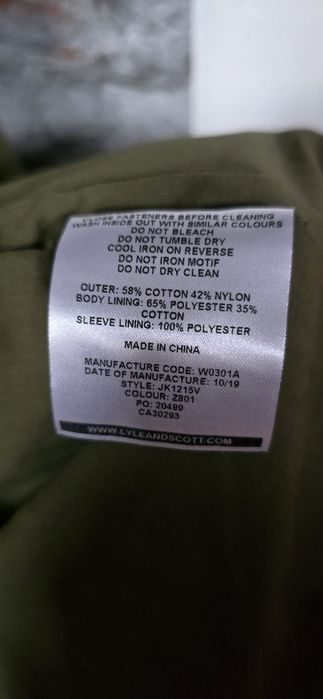 CLOSE FASTENERS BEFORE CLEANING
WASH INSIDE OUT WITH SIMILAR COLOURS
DO NOT BLEACH
DO NOT TUMBLE DRY
COOL IRON ON REVERSE
DO NOT IRON MOTIF
DO NOT DRY CLEAN
OUTER: 58% COTTON 42% NYLON
BODY LINING: 65% POLYESTER 35%
COTTON
SLEEVE LINING: 100% POLYESTER
MADE IN CHINA
MANUFACTURE CODE: W0301A
DATE OF MANUFACTURE: 10/19
STYLE: JK1215V
COLOUR: Z801
PO: 20499
CA30293
WWW.LYLEANDSCOTT.COM